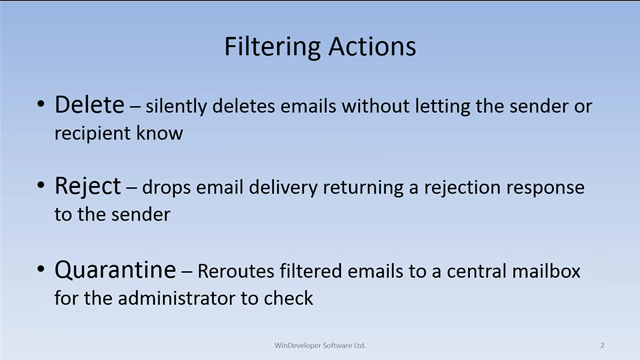 Filtering Actions
• Delete – silently deletes emails without letting the sender or
recipient know
• Reject – drops email delivery returning a rejection response
to the sender
• Quarantine – Reroutes filtered emails to a central mailbox
for the administrator to check
WinDeveloper Software Ltd.
2